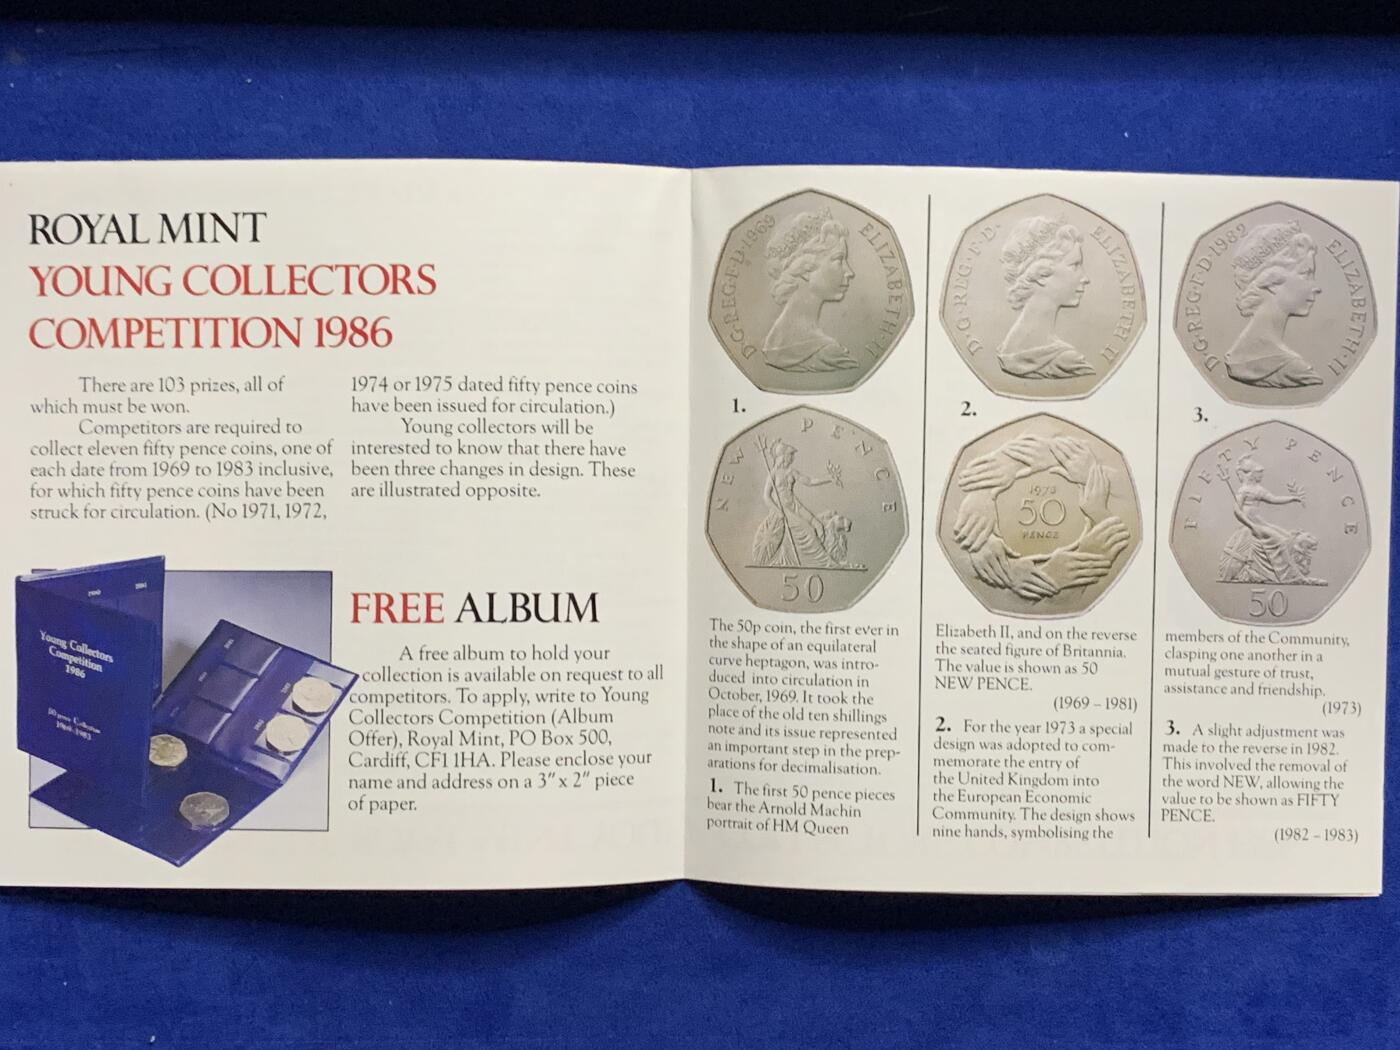 ROYAL MINT
YOUNG COLLECTORS
COMPETITION 1986
There are 103 prizes, all of
which must be won.
Competitors are required to
collect eleven fifty pence coins, one of
each date from 1969 to 1983 inclusive,
for which fifty pence coins have been
struck for circulation. (No 1971, 1972,
1974 or 1975 dated fifty pence coins
have been issued for circulation.)
Young collectors will be
interested to know that there have
been three changes in design. These
are illustrated opposite.
Young Collectors
Competition
1986
50 pence Collection
1969-1983
FREE ALBUM
A free album to hold your
collection is available on request to all
competitors. To apply, write to Young
Collectors Competition (Album
Offer), Royal Mint, PO Box 500,
Cardiff, CF1 1HA. Please enclose your
name and address on a 3" x 2" piece
of paper.
D·G·REG·F·D·1969 ELIZABETH·II
1.
NEW PENCE
50
The 50p coin, the first ever in
the shape of an equilateral
curve heptagon, was intro-
duced into circulation in
October, 1969. It took the
place of the old ten shillings
note and its issue represented
an important step in the prep-
arations for decimalisation.
1. The first 50 pence pieces
bear the Arnold Machin
portrait of HM Queen
D·G·REG·F·D· ELIZABETH II
2.
1973
50
PENCE
Elizabeth II, and on the reverse
the seated figure of Britannia.
The value is shown as 50
NEW PENCE.
(1969 – 1981)
2. For the year 1973 a special
design was adopted to com-
memorate the entry of
the United Kingdom into
the European Economic
Community. The design shows
nine hands, symbolising the
D·G·REG·F·D·1982 ELIZABETH·II
3.
FIFTY PENCE
50
members of the Community,
clasping one another in a
mutual gesture of trust,
assistance and friendship.
(1973)
3. A slight adjustment was
made to the reverse in 1982.
This involved the removal of
the word NEW, allowing the
value to be shown as FIFTY
PENCE.
(1982 – 1983)